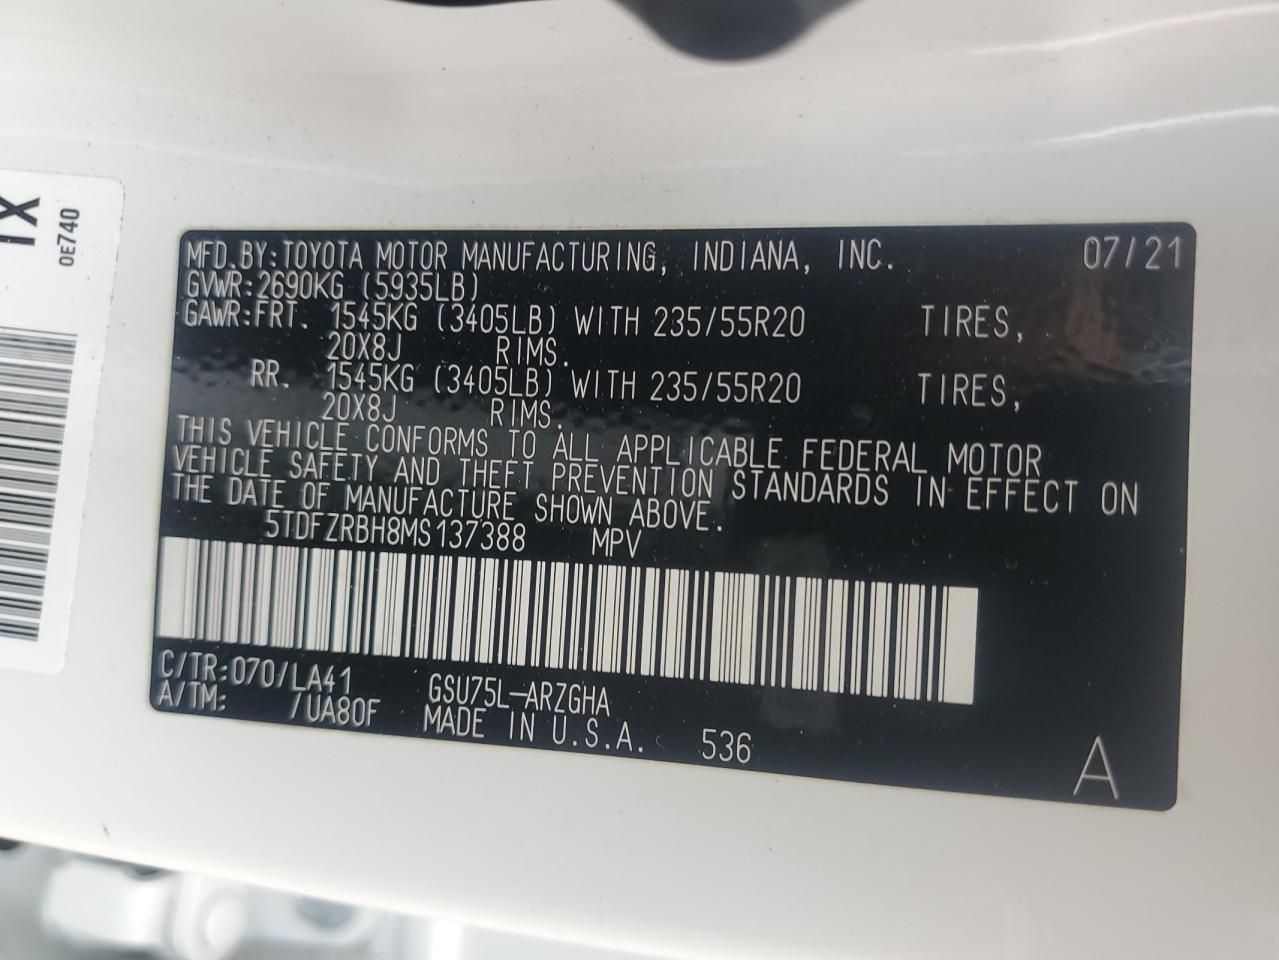 1X
0E740
MFD.BY:TOYOTA MOTOR MANUFACTURING, INDIANA, INC. 07/21
GVWR:2690KG (5935LB)
GAWR:FRT. 1545KG (3405LB) WITH 235/55R20 TIRES,
20X8J RIMS.
RR. 1545KG (3405LB) WITH 235/55R20 TIRES,
20X8J RIMS.
THIS VEHICLE CONFORMS TO ALL APPLICABLE FEDERAL MOTOR
VEHICLE SAFETY AND THEFT PREVENTION STANDARDS IN EFFECT ON
THE DATE OF MANUFACTURE SHOWN ABOVE.
5TDFZRBH8MS137388 MPV
C/TR:070/LA41 GSU75L-ARZGHA
A/TM: /UA80F MADE IN U.S.A. 536
A